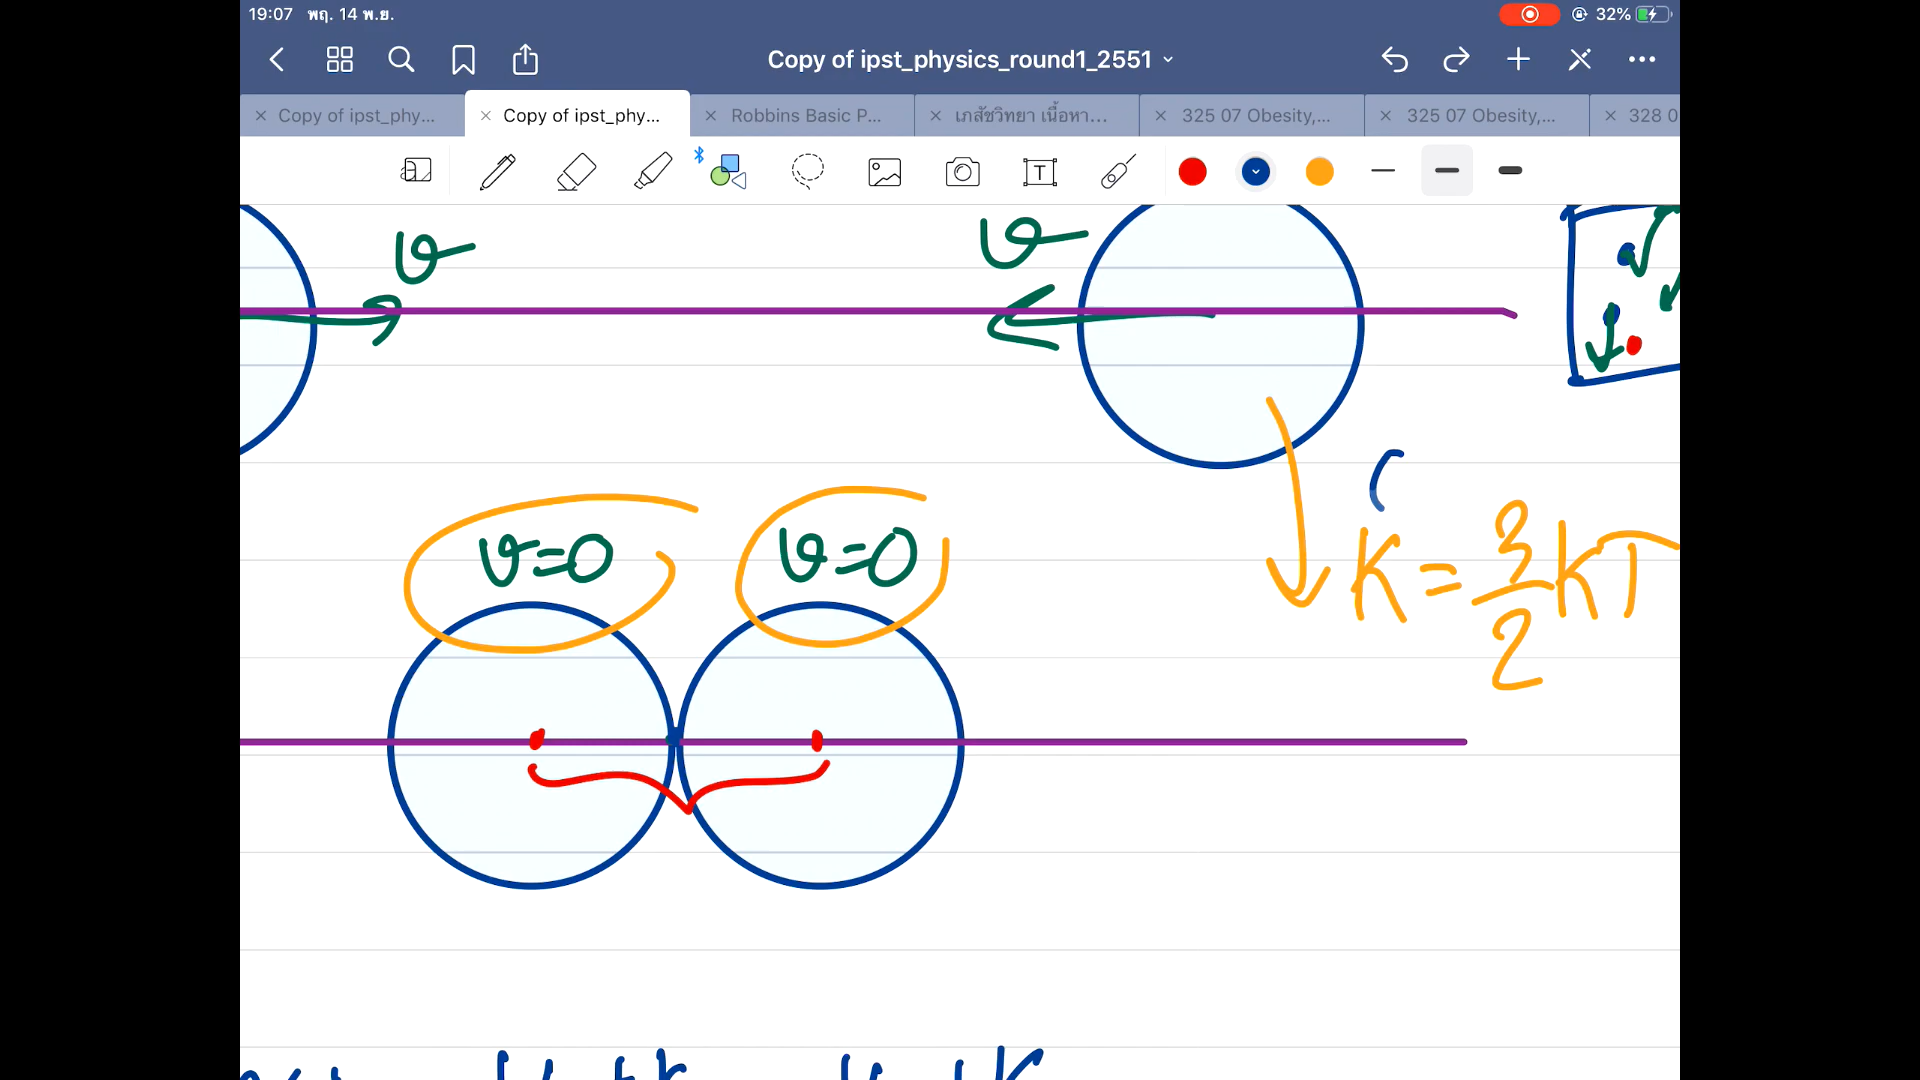 19:07 พฤ. 14 พ.ย. 32%
Copy of ipst_physics_round1_2551
Copy of ipst_phy... Copy of ipst_phy... Robbins Basic P... เภสัชวิทยา เนื้อหา... 325 07 Obesity,... 325 07 Obesity,... 328 0
T
v v
v=0 v=0
K = 3/2 kT